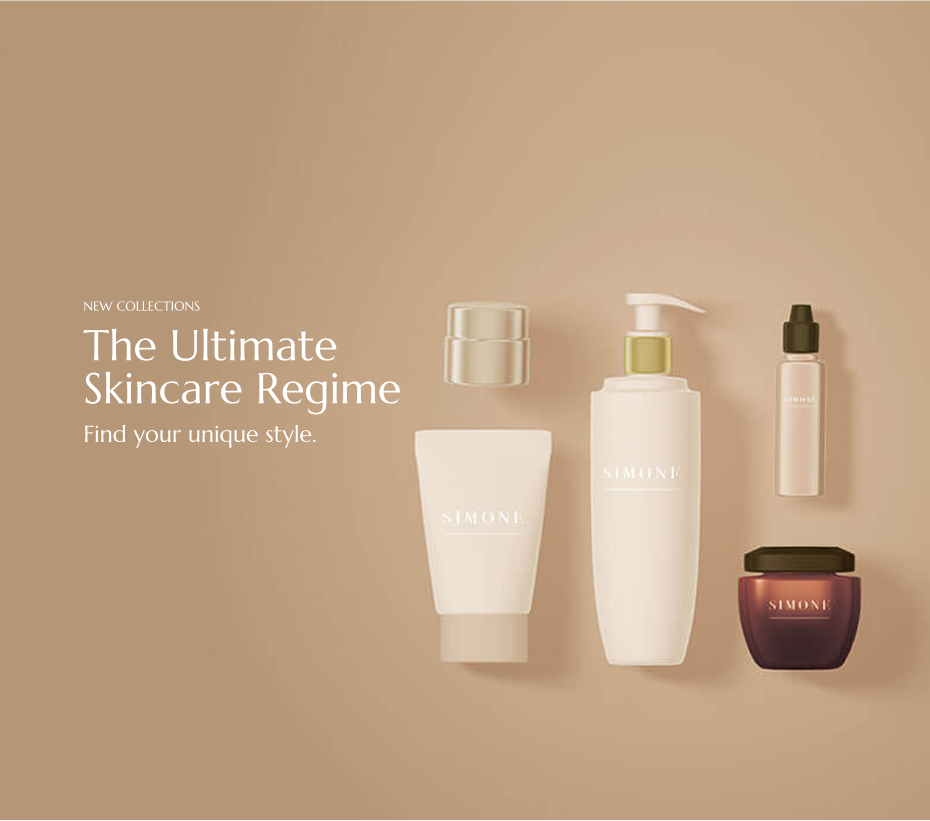 NEW COLLECTIONS
The Ultimate
Skincare Regime
Find your unique style.
SIMONE
SIMONE
SIMONE
SIMONE